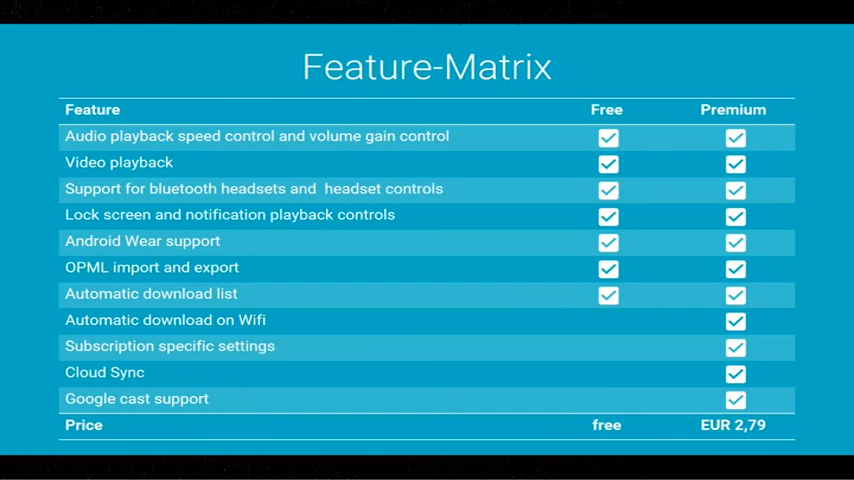 Feature-Matrix
Feature Free Premium
Audio playback speed control and volume gain control
Video playback
Support for bluetooth headsets and headset controls
Lock screen and notification playback controls
Android Wear support
OPML import and export
Automatic download list
Automatic download on Wifi
Subscription specific settings
Cloud Sync
Google cast support
Price free EUR 2,79